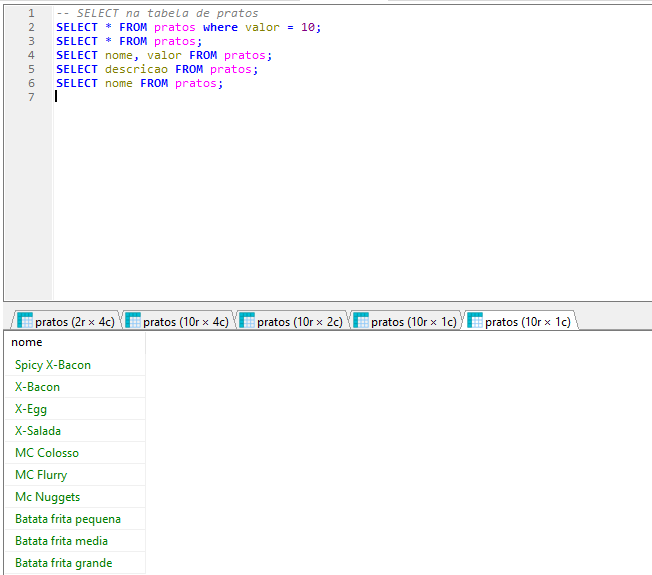 1 -- SELECT na tabela de pratos
2 SELECT * FROM pratos where valor = 10;
3 SELECT * FROM pratos;
4 SELECT nome, valor FROM pratos;
5 SELECT descricao FROM pratos;
6 SELECT nome FROM pratos;
7
pratos (2r × 4c) pratos (10r × 4c) pratos (10r × 2c) pratos (10r × 1c) pratos (10r × 1c)
nome
Spicy X-Bacon
X-Bacon
X-Egg
X-Salada
MC Colosso
MC Flurry
Mc Nuggets
Batata frita pequena
Batata frita media
Batata frita grande